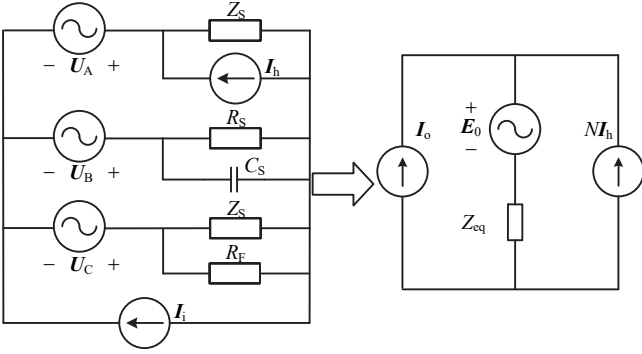 Z_S
− U_A +
I_h
R_S
− U_B +
C_S
Z_S
− U_C +
R_F
I_i
I_o
+
E_0
−
NI_h
Z_eq